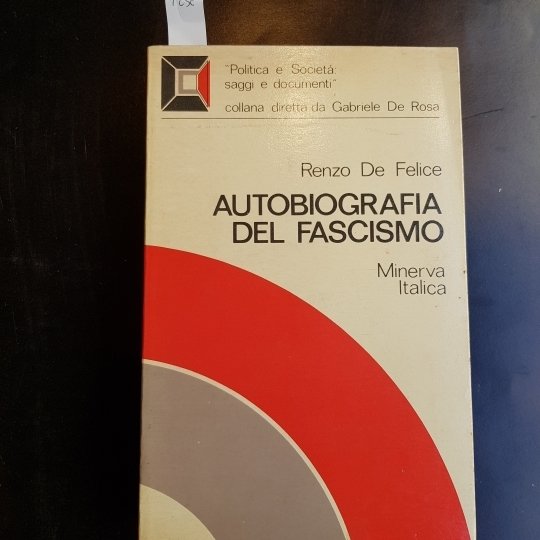 "Politica e Società:
saggi e documenti"
collana diretta da Gabriele De Rosa
Renzo De Felice
AUTOBIOGRAFIA
DEL FASCISMO
Minerva
Italica